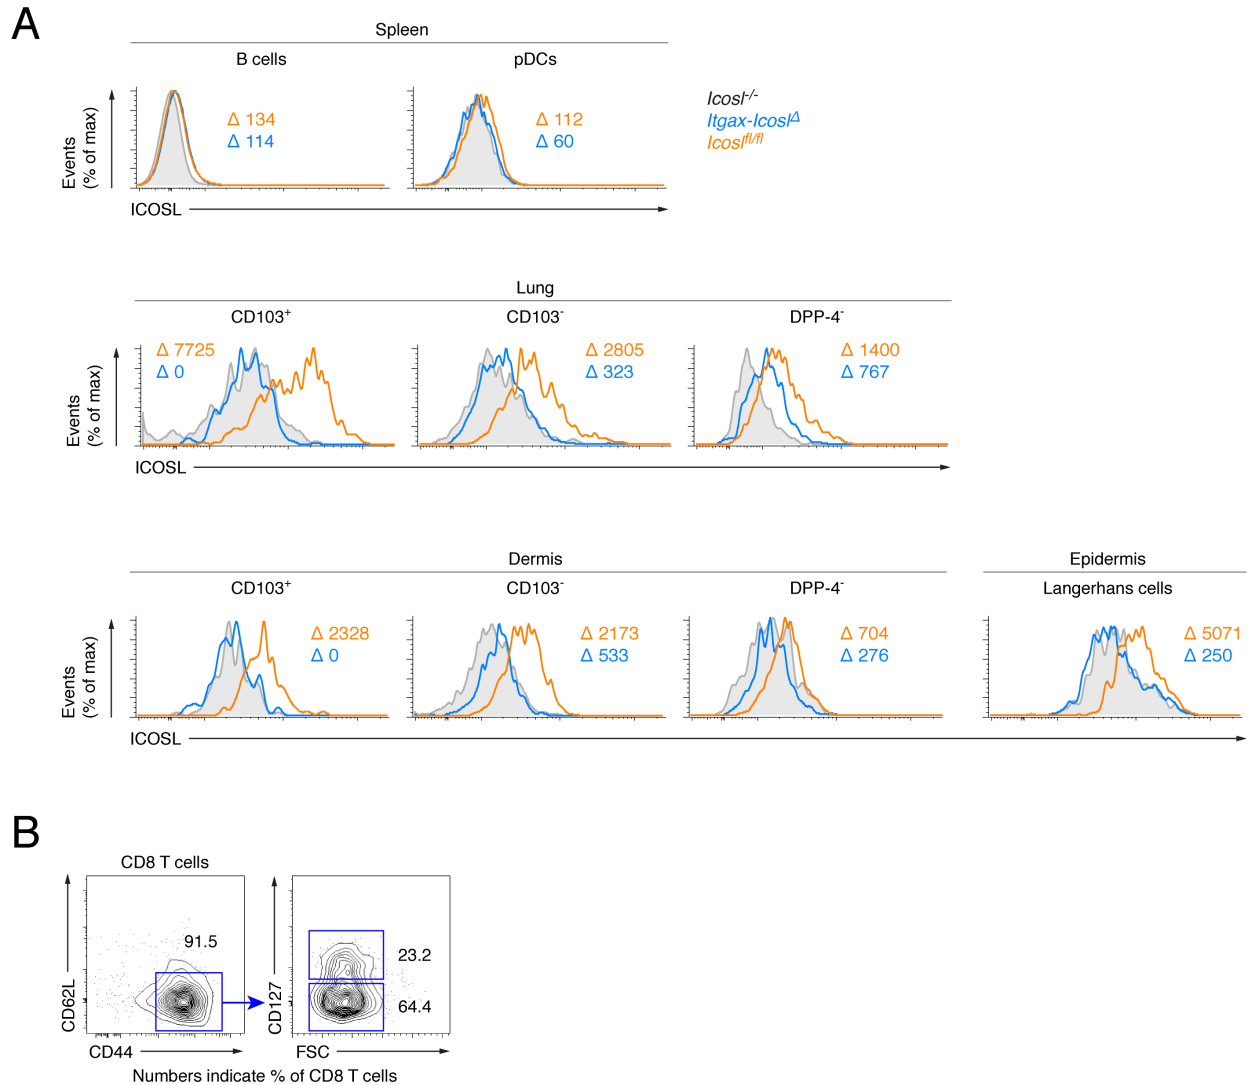 A
Spleen
B cells
pDCs
Events
(% of max)
Δ 134
Δ 114
Δ 112
Δ 60
Icosl-/-
Itgax-IcoslΔ
Icoslfl/fl
ICOSL
Lung
CD103+
CD103-
DPP-4-
Events
(% of max)
Δ 7725
Δ 0
Δ 2805
Δ 323
Δ 1400
Δ 767
ICOSL
Dermis
Epidermis
CD103+
CD103-
DPP-4-
Langerhans cells
Events
(% of max)
Δ 2328
Δ 0
Δ 2173
Δ 533
Δ 704
Δ 276
Δ 5071
Δ 250
ICOSL
B
CD8 T cells
CD62L
91.5
CD44
CD127
23.2
64.4
FSC
Numbers indicate % of CD8 T cells